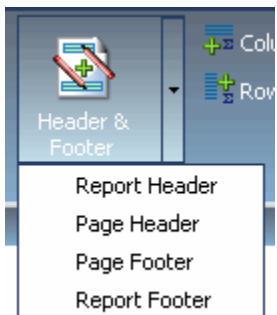 Colu
Row
Header &
Footer
Report Header
Page Header
Page Footer
Report Footer